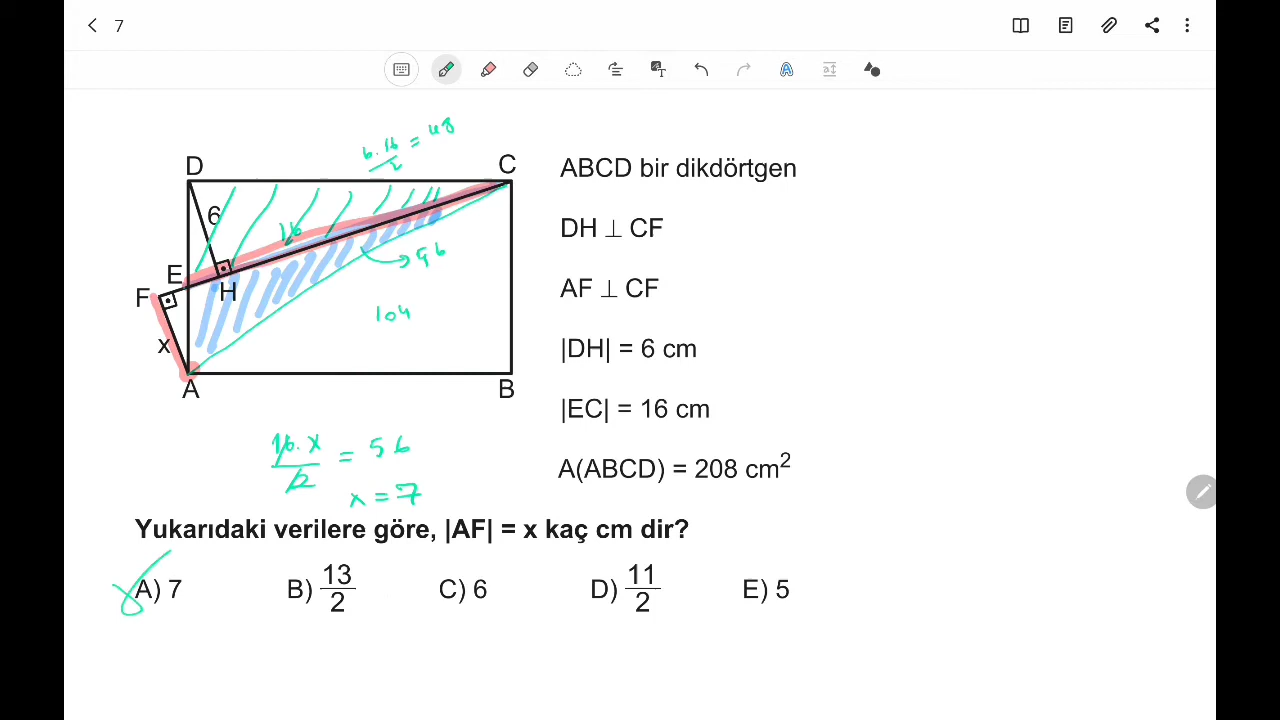 7
6 . 16 / 2 = 48
D
C
ABCD bir dikdörtgen
6
16
DH ⊥ CF
E
56
F
H
AF ⊥ CF
104
x
|DH| = 6 cm
A
B
|EC| = 16 cm
16 . x / 2 = 56
A(ABCD) = 208 cm²
x = 7
Yukarıdaki verilere göre, |AF| = x kaç cm dir?
A) 7 B) 13/2 C) 6 D) 11/2 E) 5